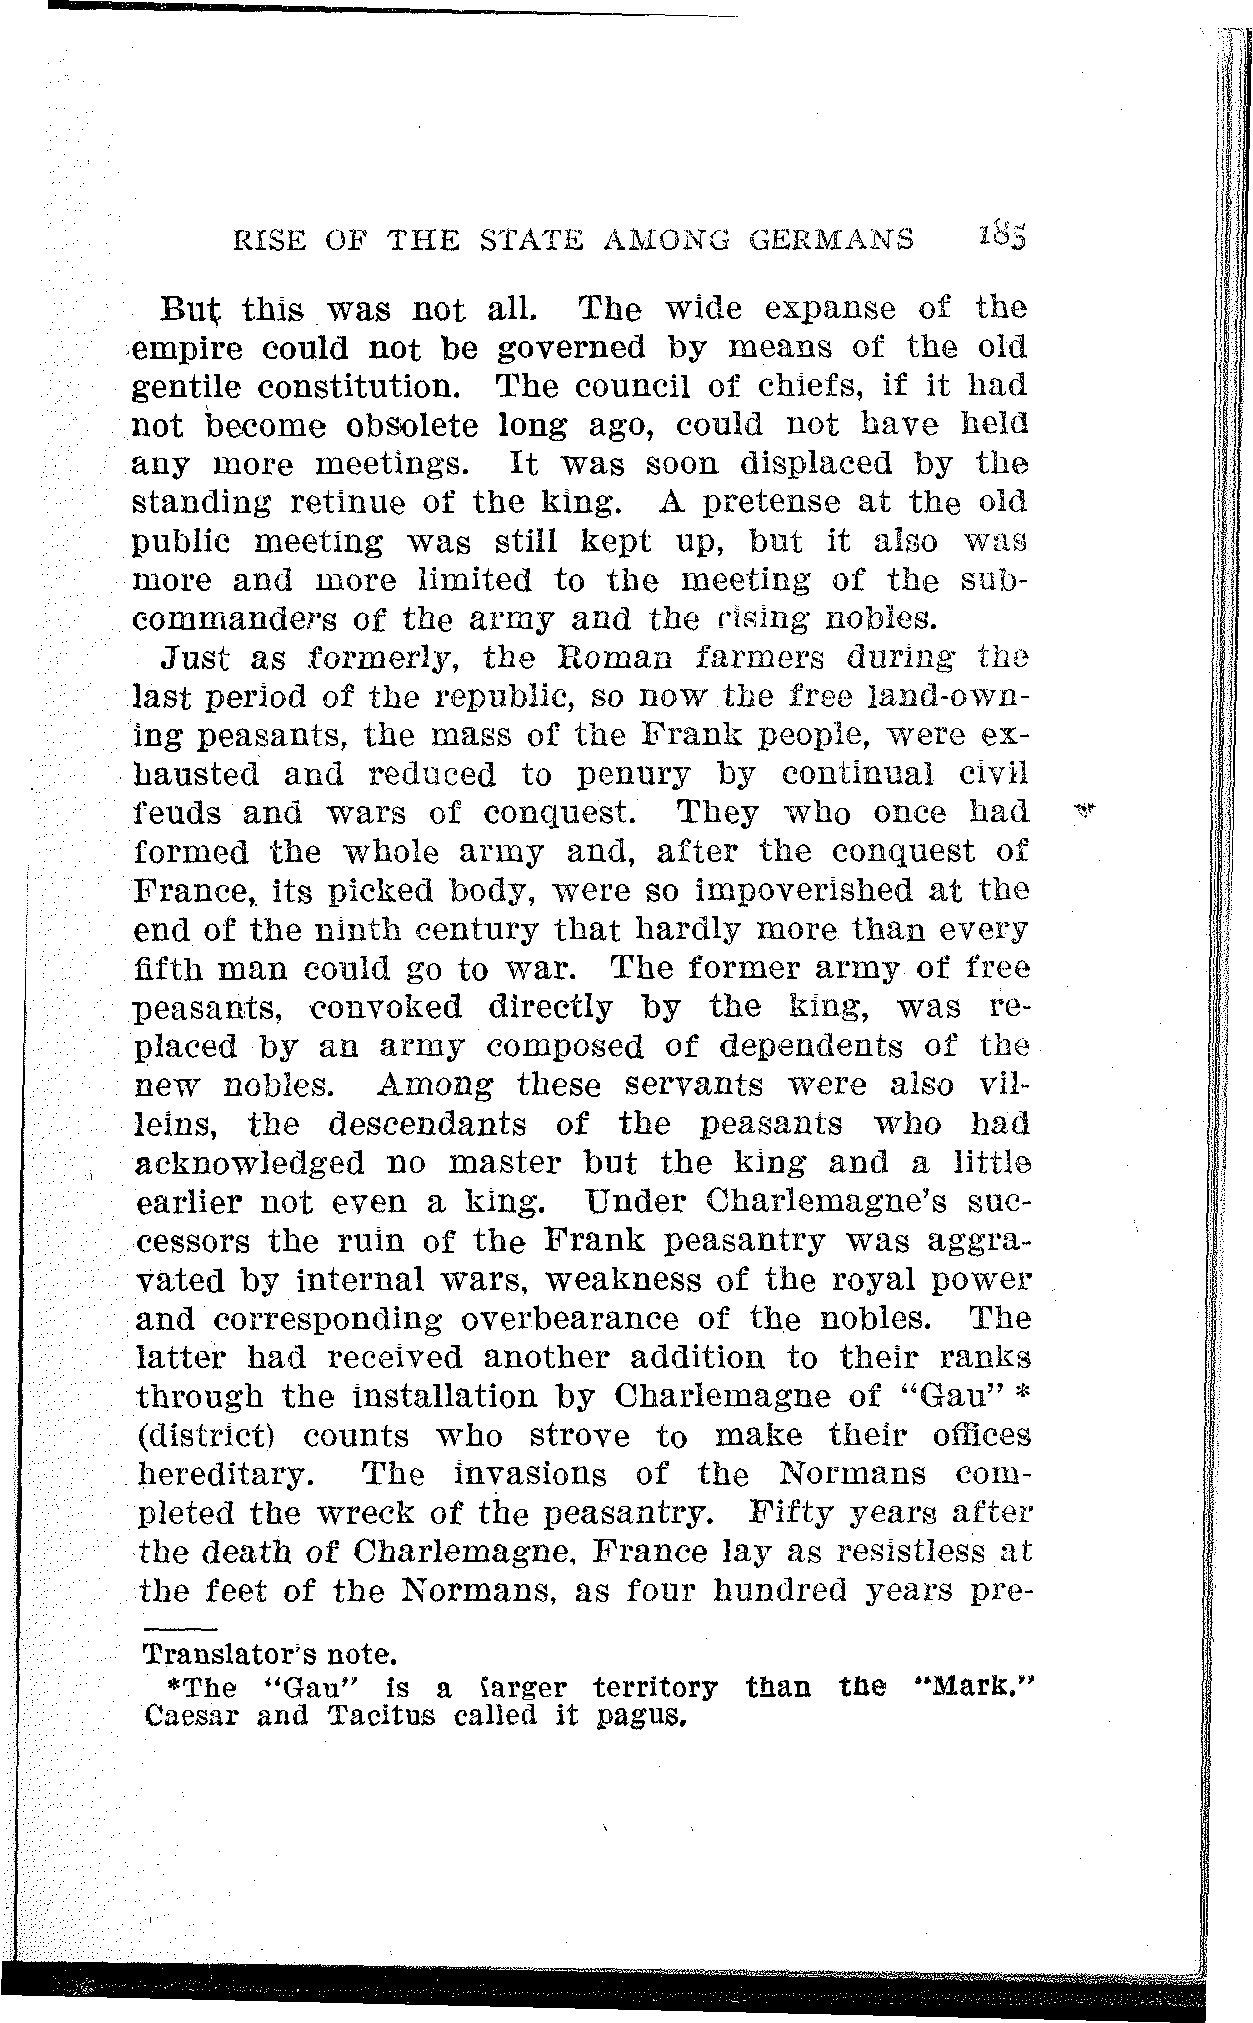 RISE OF THE STATE AMONG GERMANS 185
But this was not all. The wide expanse of the
empire could not be governed by means of the old
gentile constitution. The council of chiefs, if it had
not become obsolete long ago, could not have held
any more meetings. It was soon displaced by the
standing retinue of the king. A pretense at the old
public meeting was still kept up, but it also was
more and more limited to the meeting of the sub-
commanders of the army and the rising nobles.
Just as formerly, the Roman farmers during the
last period of the republic, so now the free land-own-
ing peasants, the mass of the Frank people, were ex-
hausted and reduced to penury by continual civil
feuds and wars of conquest. They who once had
formed the whole army and, after the conquest of
France, its picked body, were so impoverished at the
end of the ninth century that hardly more than every
fifth man could go to war. The former army of free
peasants, convoked directly by the king, was re-
placed by an army composed of dependents of the
new nobles. Among these servants were also vil-
leins, the descendants of the peasants who had
acknowledged no master but the king and a little
earlier not even a king. Under Charlemagne's suc-
cessors the ruin of the Frank peasantry was aggra-
vated by internal wars, weakness of the royal power
and corresponding overbearance of the nobles. The
latter had received another addition to their ranks
through the installation by Charlemagne of “Gau” *
(district) counts who strove to make their offices
hereditary. The invasions of the Normans com-
pleted the wreck of the peasantry. Fifty years after
the death of Charlemagne, France lay as resistless at
the feet of the Normans, as four hundred years pre-
Translator's note.
*The “Gau” is a larger territory than the “Mark.”
Caesar and Tacitus called it pagus.